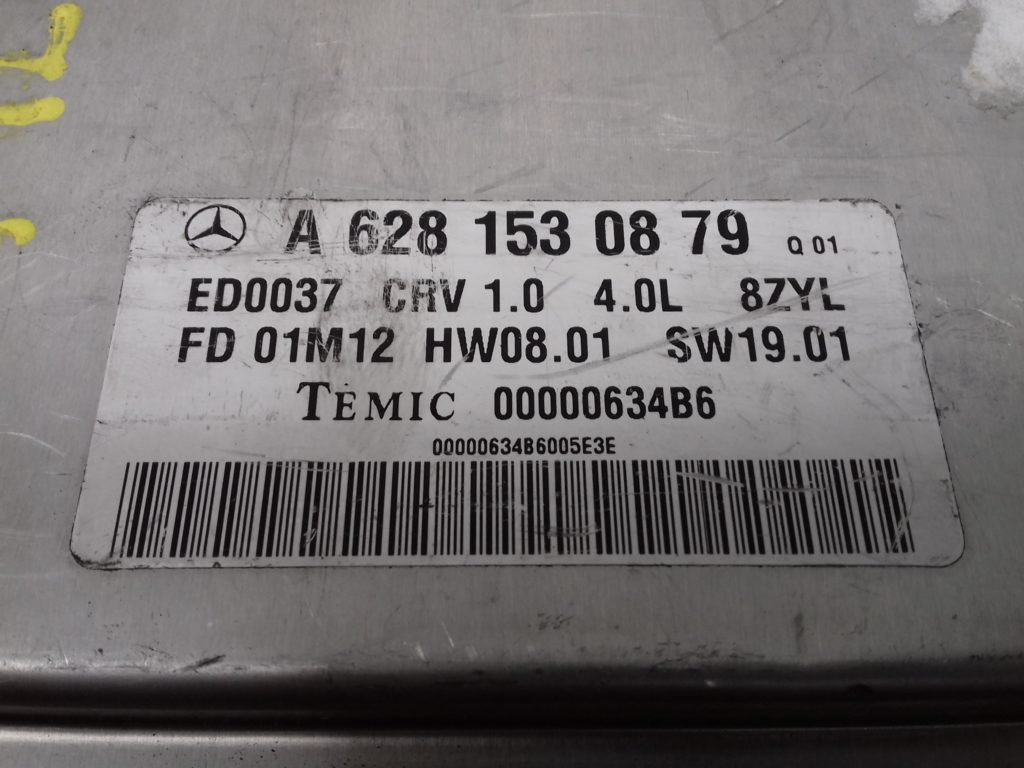 A 628 153 08 79 Q 01
ED0037 CRV 1.0 4.0L 8ZYL
FD 01M12 HW08.01 SW19.01
TEMIC 00000634B6
00000634B6005E3E